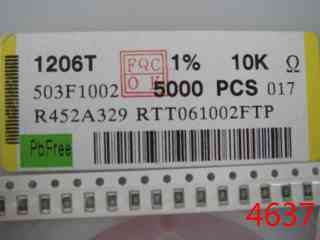 1206T FQC OK 1% 10K Ω
503F1002 5000 PCS 017
R452A329 RTT061002FTP
PbFree
4637